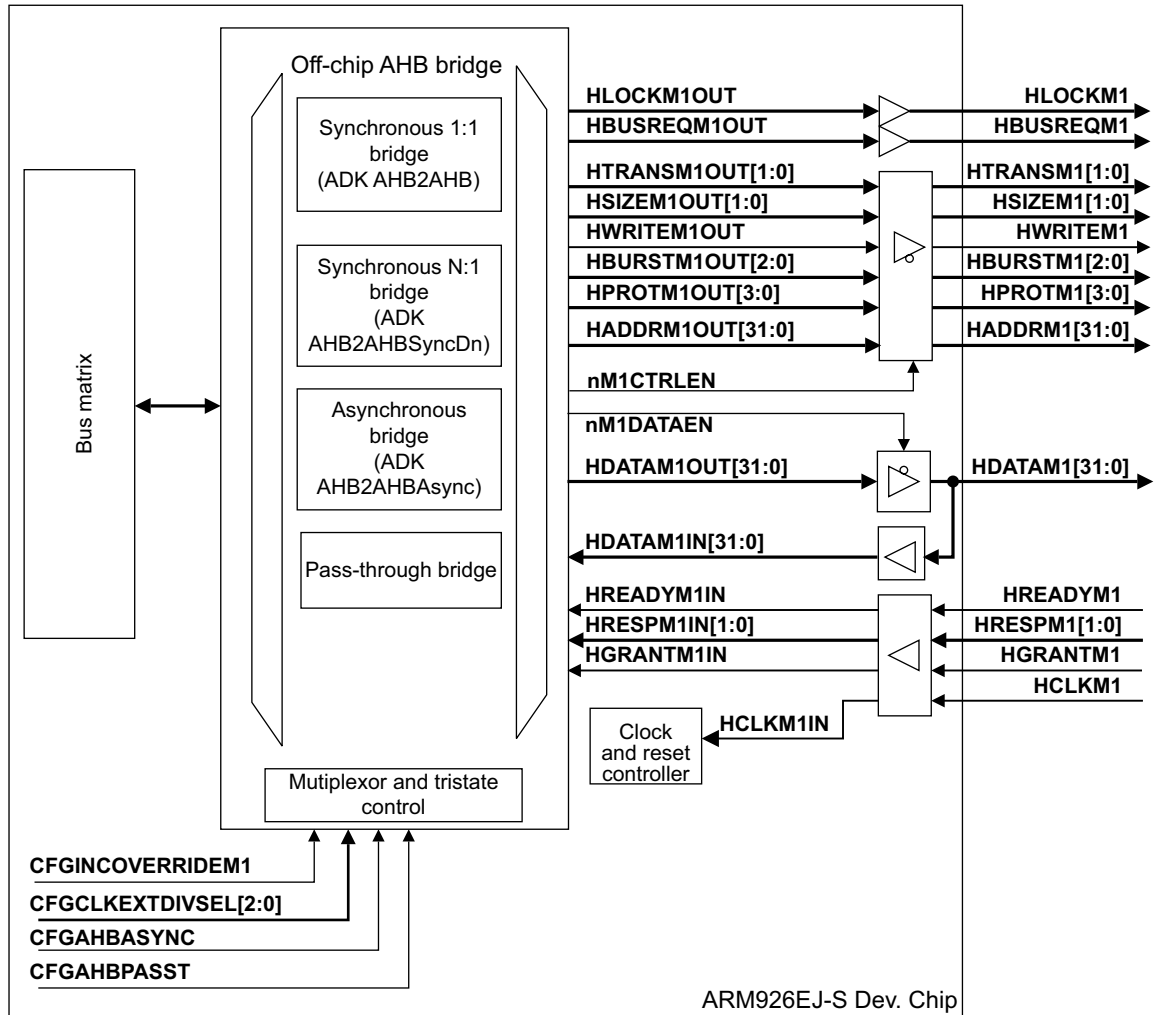 Off-chip AHB bridge
Synchronous 1:1
bridge
(ADK AHB2AHB)
Synchronous N:1
bridge
(ADK
AHB2AHBSyncDn)
Asynchronous
bridge
(ADK
AHB2AHBAsync)
Pass-through bridge
Mutiplexor and tristate
control
Bus matrix
HLOCKM1OUT
HLOCKM1
HBUSREQM1OUT
HBUSREQM1
HTRANSM1OUT[1:0]
HTRANSM1[1:0]
HSIZEM1OUT[1:0]
HSIZEM1[1:0]
HWRITEM1OUT
HWRITEM1
HBURSTM1OUT[2:0]
HBURSTM1[2:0]
HPROTM1OUT[3:0]
HPROTM1[3:0]
HADDRM1OUT[31:0]
HADDRM1[31:0]
nM1CTRLEN
nM1DATAEN
HDATAM1OUT[31:0]
HDATAM1[31:0]
HDATAM1IN[31:0]
HREADYM1IN
HREADYM1
HRESPM1IN[1:0]
HRESPM1[1:0]
HGRANTM1IN
HGRANTM1
HCLKM1
HCLKM1IN
Clock
and reset
controller
CFGINCOVERRIDEM1
CFGCLKEXTDIVSEL[2:0]
CFGAHBASYNC
CFGAHBPASST
ARM926EJ-S Dev. Chip